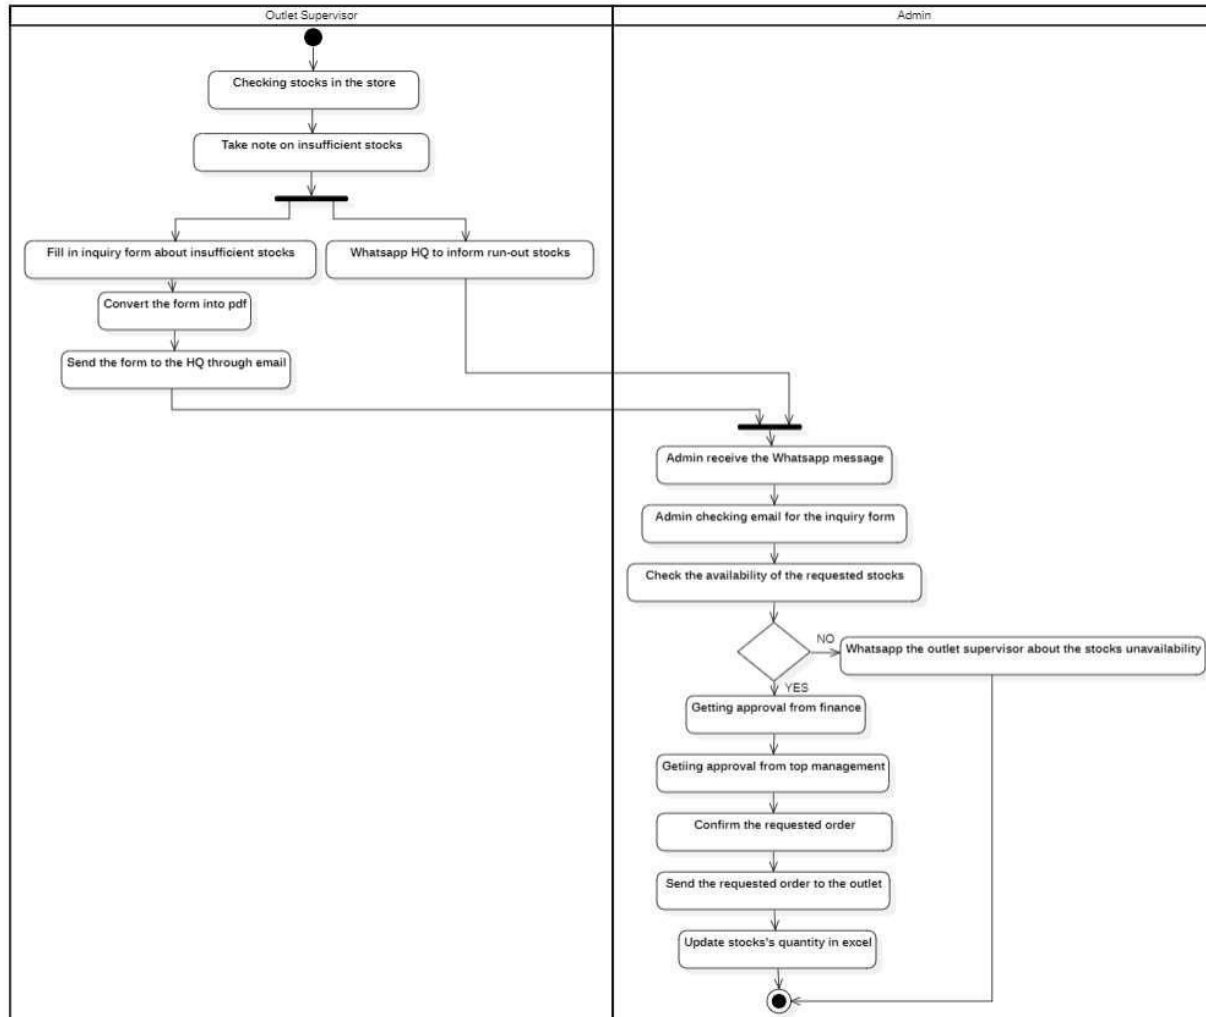 Outlet Supervisor
Admin
Checking stocks in the store
Take note on insufficient stocks
Fill in inquiry form about insufficient stocks
Whatsapp HQ to inform run-out stocks
Convert the form into pdf
Send the form to the HQ through email
Admin receive the Whatsapp message
Admin checking email for the inquiry form
Check the availability of the requested stocks
NO
Whatsapp the outlet supervisor about the stocks unavailability
YES
Getting approval from finance
Getiing approval from top management
Confirm the requested order
Send the requested order to the outlet
Update stocks's quantity in excel